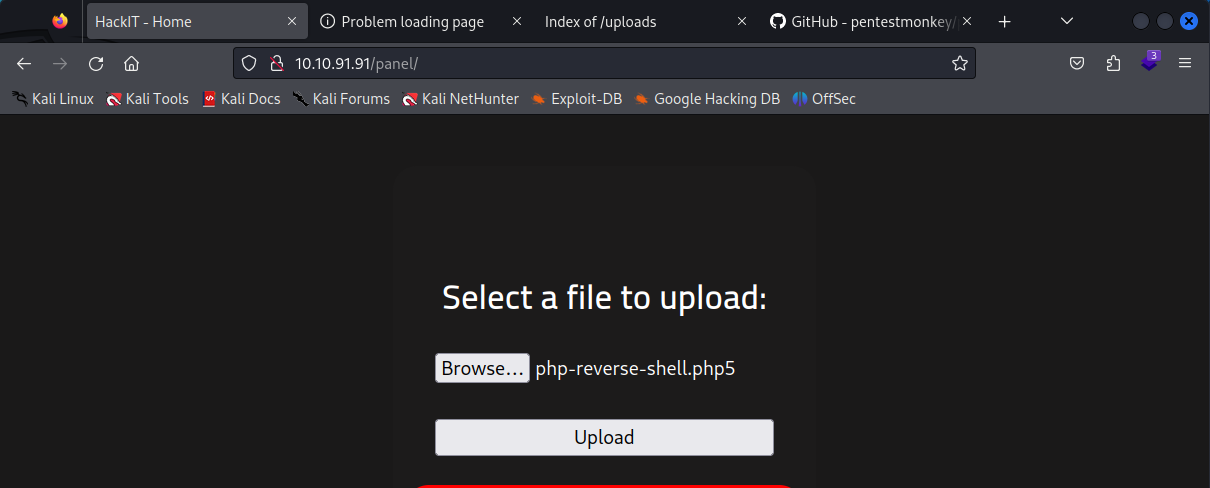 HackIT - Home
Problem loading page
Index of /uploads
GitHub - pentestmonkey/
3
10.10.91.91/panel/
Kali Linux
Kali Tools
Kali Docs
Kali Forums
Kali NetHunter
Exploit-DB
Google Hacking DB
OffSec
Select a file to upload:
Browse... php-reverse-shell.php5
Upload